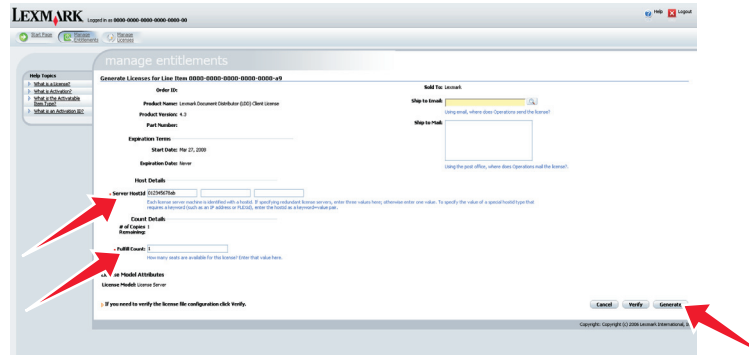 LEXMARK Logged in as 0000-0000-0000-0000-0000-00
Help Logout
Start Page Manage Entitlements Manage Licenses
manage entitlements
Help Topics
What is a License?
What is Activation?
What is the Activatable Item Type?
What is an Activation ID?
Generate Licenses for Line Item 0000-0000-0000-0000-0000-a9
Order ID:
Product Name: Lexmark Document Distributor (LDD) Client License
Product Version: 4.3
Part Number:
Expiration Terms
Start Date: Mar 27, 2009
Expiration Date: Never
Sold To: Lexmark
Ship to Email:
Using email, where does Operations send the license?
Ship to Mail:
Using the post office, where does Operations mail the license?
Host Details
Server HostId 012345678ab
Each license server machine is identified with a hostid. If specifying redundant license servers, enter three values here; otherwise enter one value. To specify the value of a special hostid type that
requires a keyword (such as an IP address or FLEXid), enter the hostid as a keyword=value pair.
Count Details
# of Copies 1
Remaining:
Fulfill Count: 1
How many seats are available for this license? Enter that value here.
License Model Attributes
License Model: License Server
If you need to verify the license file configuration click Verify.
Cancel Verify Generate
Copyright: Copyright (c) 2006 Lexmark International,